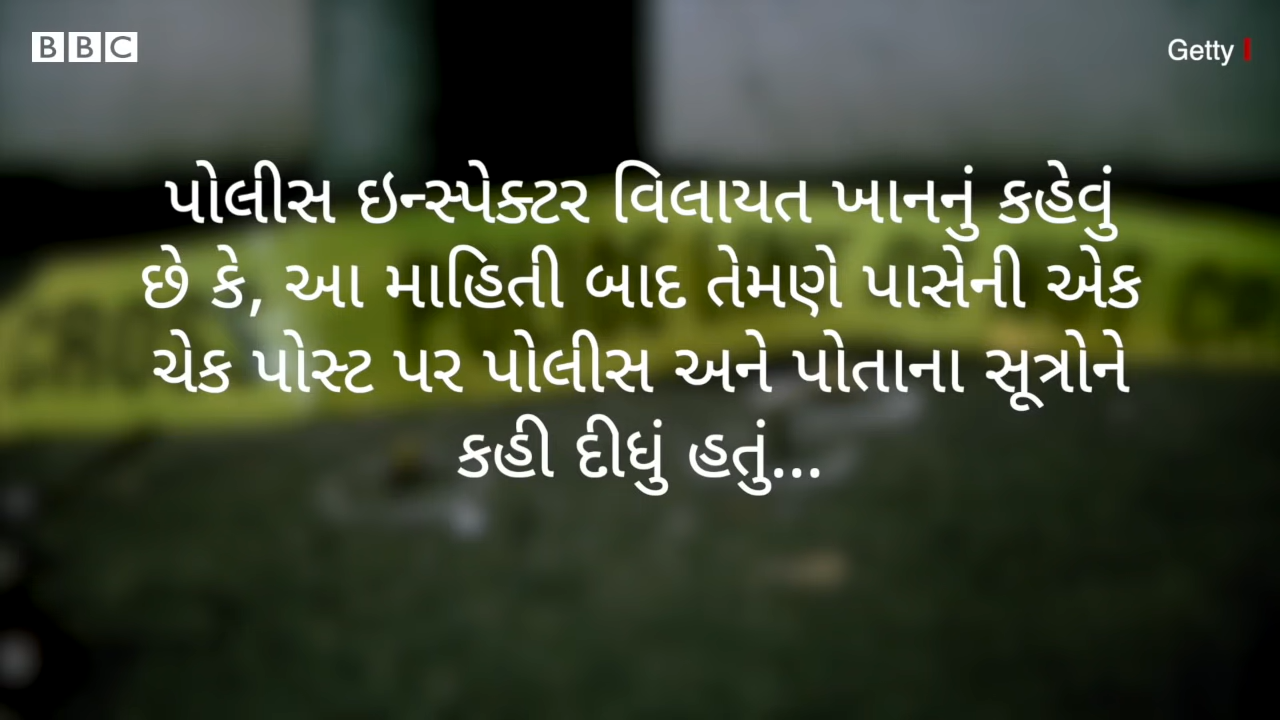 BBC
Getty
પોલીસ ઇન્સ્પેક્ટર વિલાયત ખાનનું કહેવું
છે કે, આ માહિતી બાદ તેમણે પાસેની એક
ચેક પોસ્ટ પર પોલીસ અને પોતાના સૂત્રોને
કહી દીધું હતું...